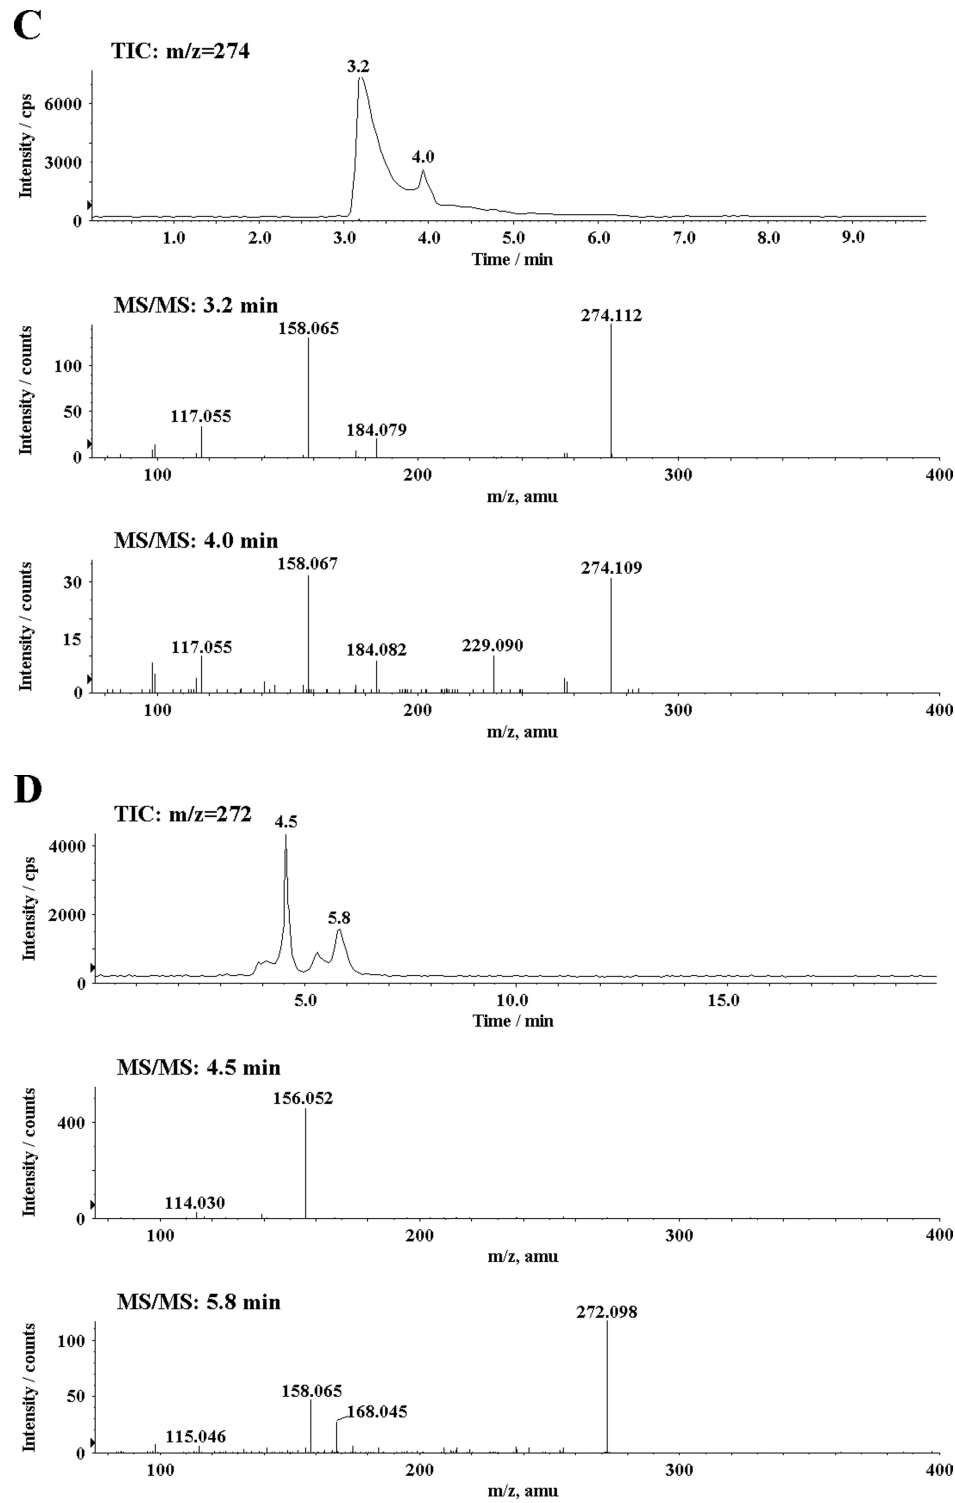 C
TIC: m/z=274
3.2
4.0
Intensity / cps
6000
3000
0
1.0 2.0 3.0 4.0 5.0 6.0 7.0 8.0 9.0
Time / min
MS/MS: 3.2 min
274.112
158.065
117.055
184.079
Intensity / counts
100
50
0
100 200 300 400
m/z, amu
MS/MS: 4.0 min
158.067
274.109
117.055
184.082
229.090
Intensity / counts
30
15
0
100 200 300 400
m/z, amu
D
TIC: m/z=272
4.5
5.8
Intensity / cps
4000
2000
0
5.0 10.0 15.0
Time / min
MS/MS: 4.5 min
156.052
114.030
Intensity / counts
400
0
100 200 300 400
m/z, amu
MS/MS: 5.8 min
272.098
158.065
168.045
115.046
Intensity / counts
100
50
0
100 200 300 400
m/z, amu